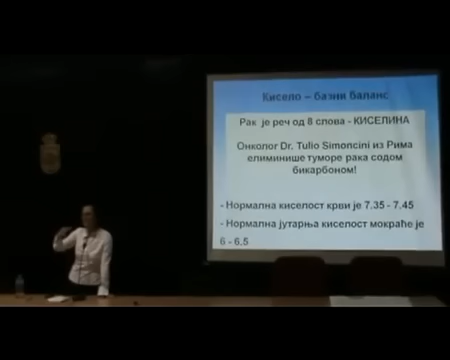 Кисело – базни баланс
Рак је реч од 8 слова - КИСЕЛИНА
Онколог Dr. Tulio Simoncini из Рима
елиминише туморе рака содом
бикарбоном!
- Нормална киселост крви је 7.35 - 7.45
- Нормална јутарња киселост мокраће је
6 - 6.5